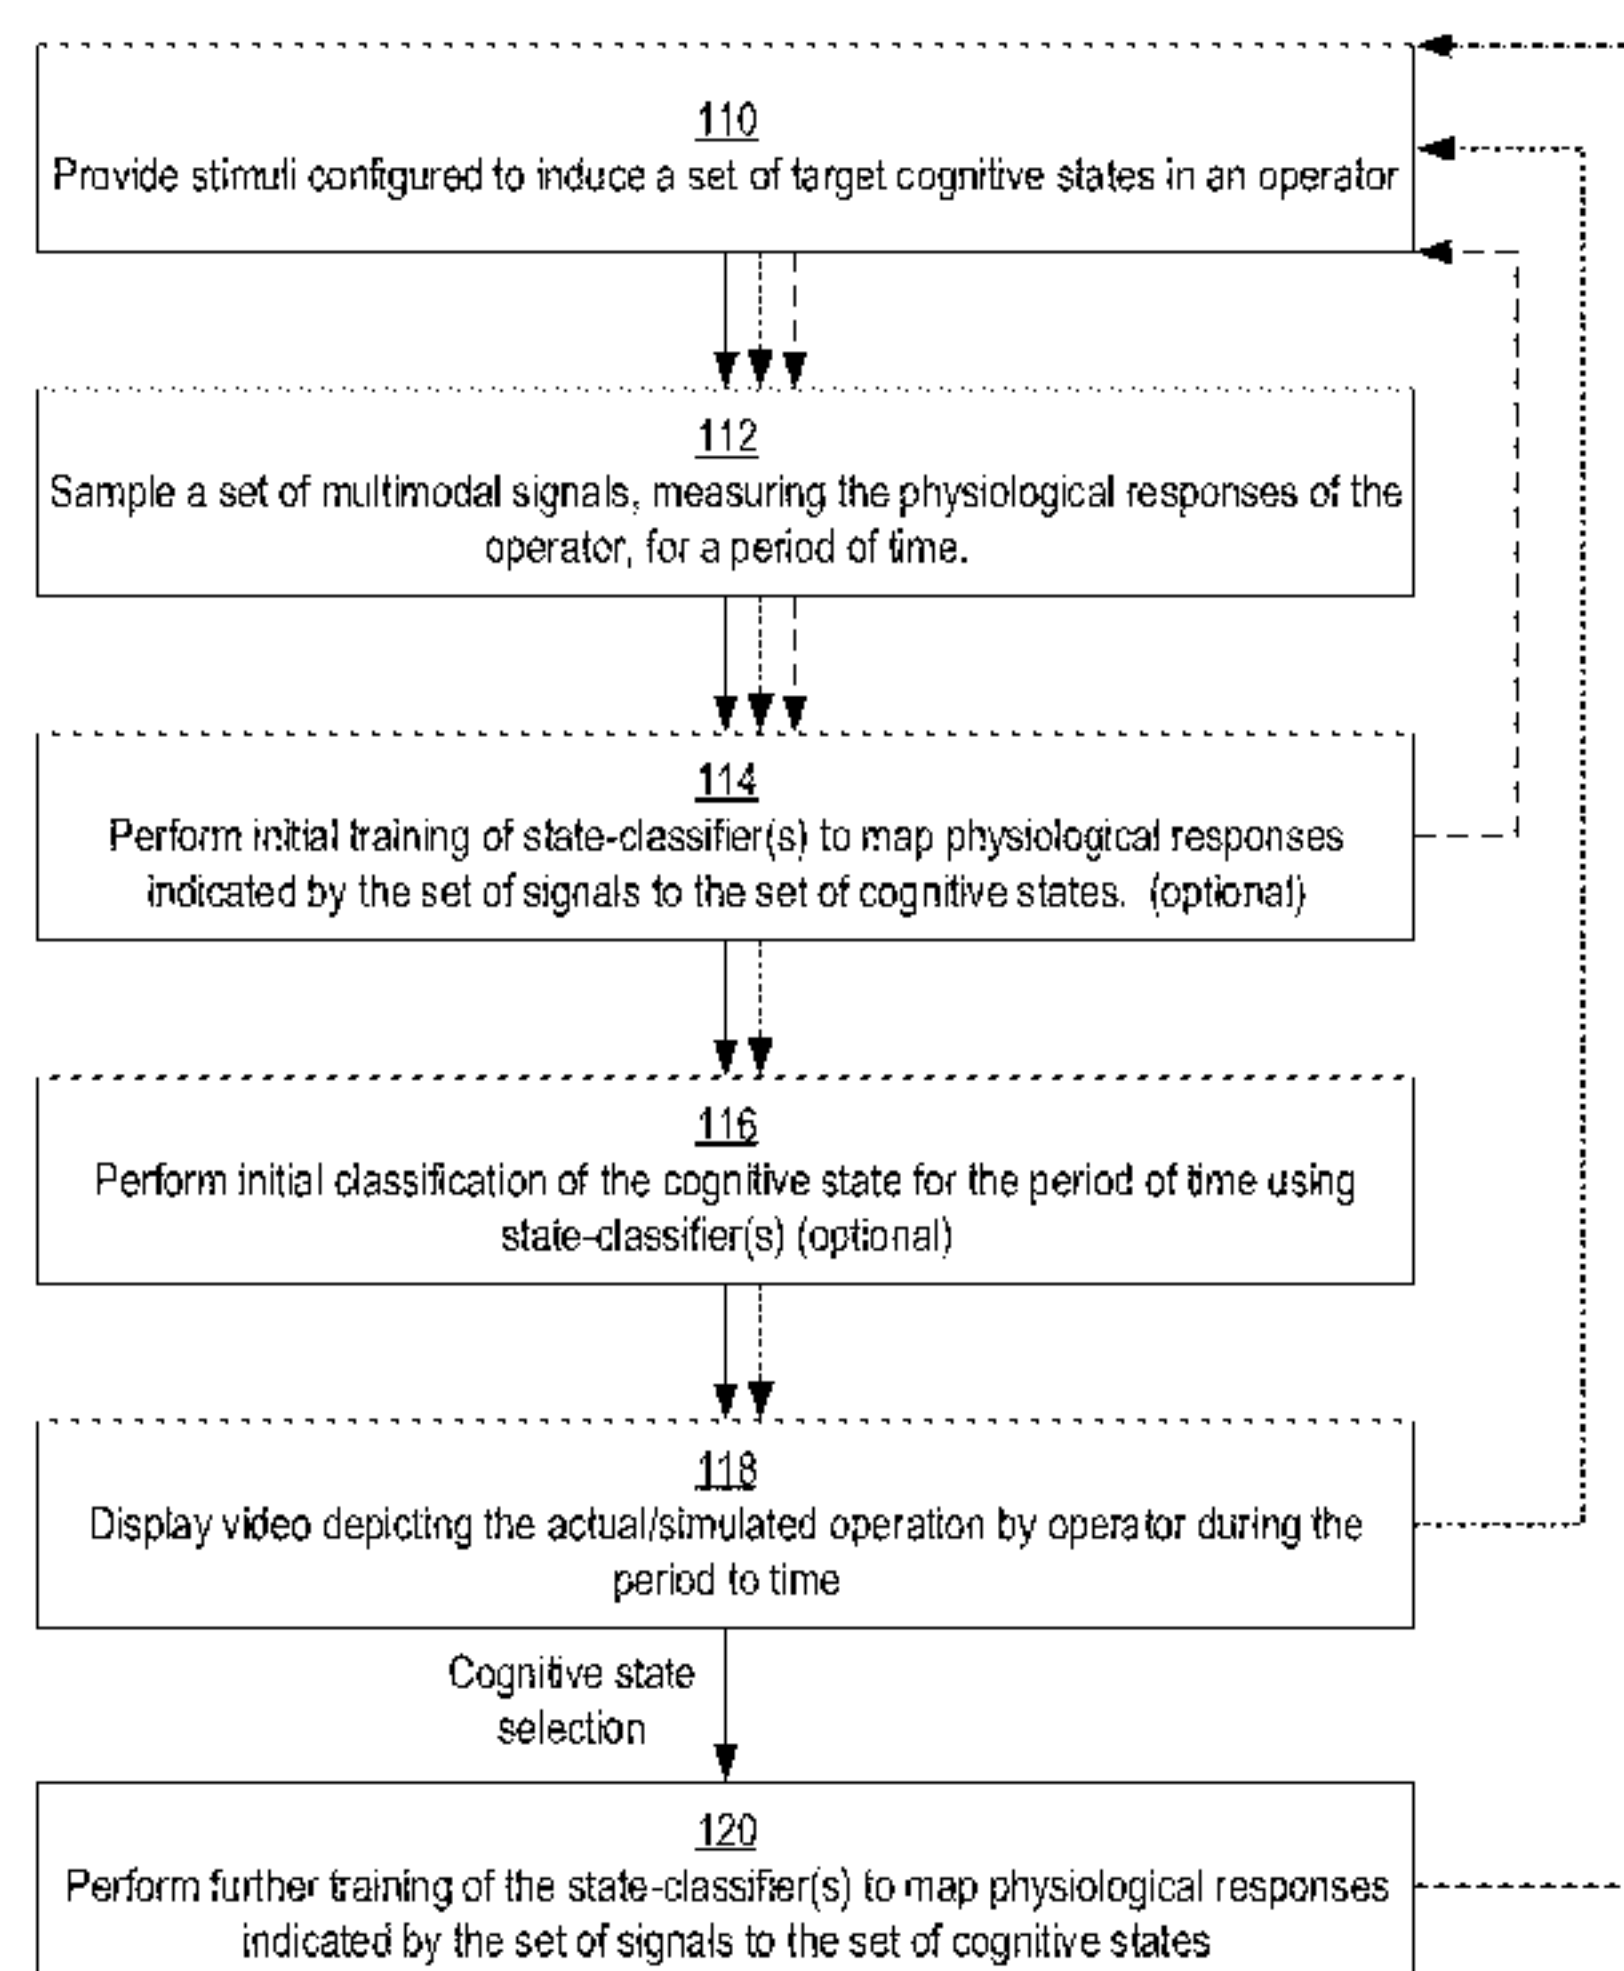 110
Provide stimuli configured to induce a set of target cognitive states in an operator
112
Sample a set of multimodal signals, measuring the physiological responses of the
operator, for a period of time.
114
Perform initial training of state-classifier(s) to map physiological responses
indicated by the set of signals to the set of cognitive states. (optional)
116
Perform initial classification of the cognitive state for the period of time using
state-classifier(s) (optional)
118
Display video depicting the actual/simulated operation by operator during the
period to time
Cognitive state
selection
120
Perform further training of the state-classifier(s) to map physiological responses
indicated by the set of signals to the set of cognitive states